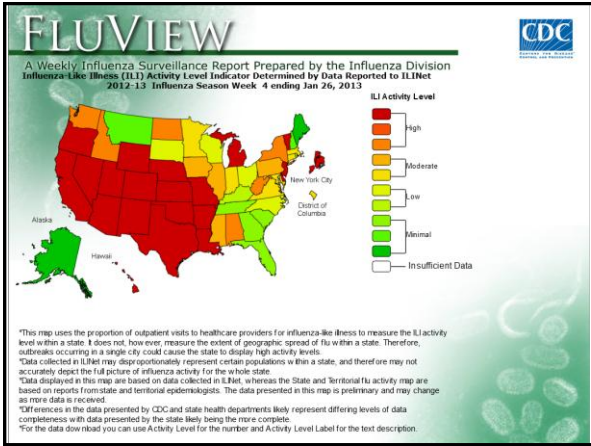 FLUVIEW
CDC
CENTERS FOR DISEASE
CONTROL AND PREVENTION
A Weekly Influenza Surveillance Report Prepared by the Influenza Division
Influenza-Like Illness (ILI) Activity Level Indicator Determined by Data Reported to ILINet
2012-13 Influenza Season Week 4 ending Jan 26, 2013
ILI Activity Level
High
Moderate
Low
Minimal
Insufficient Data
New York City
District of
Columbia
Alaska
Hawaii
*This map uses the proportion of outpatient visits to healthcare providers for influenza-like illness to measure the ILI activity
level within a state. It does not, however, measure the extent of geographic spread of flu within a state. Therefore,
outbreaks occurring in a single city could cause the state to display high activity levels.
*Data collected in ILINet may disproportionately represent certain populations within a state, and therefore may not
accurately depict the full picture of influenza activity for the whole state.
*Data displayed in this map are based on data collected in ILINet, whereas the State and Territorial flu activity map are
based on reports from state and territorial epidemiologists. The data presented in this map is preliminary and may change
as more data is received.
*Differences in the data presented by CDC and state health departments likely represent differing levels of data
completeness with data presented by the state likely being the more complete.
*For the data download you can use Activity Level for the number and Activity Level Label for the text description.